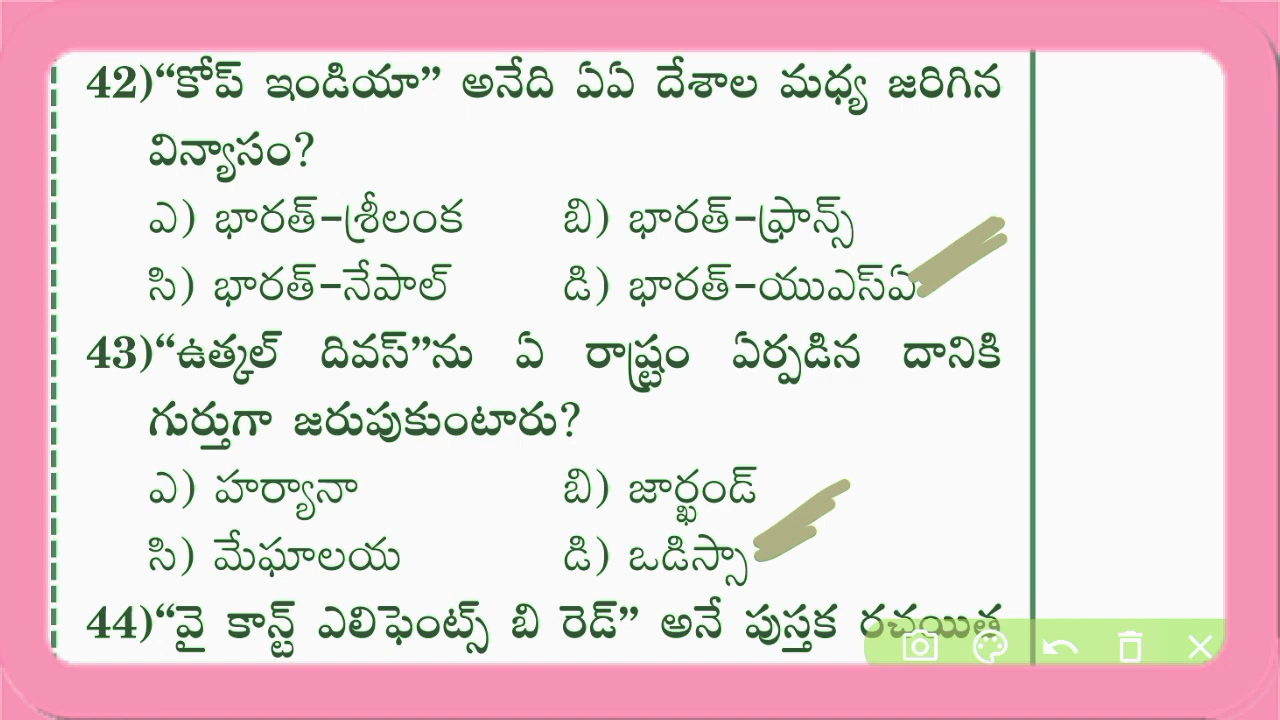 42)“కోప్ ఇండియా” అనేది ఏఏ దేశాల మధ్య జరిగిన
విన్యాసం?
ఎ) భారత్-శ్రీలంక బి) భారత్-ఫ్రాన్స్
సి) భారత్-నేపాల్ డి) భారత్-యుఎస్ఏ
43)“ఉత్కల్ దివస్”ను ఏ రాష్ట్రం ఏర్పడిన దానికి
గుర్తుగా జరుపుకుంటారు?
ఎ) హర్యానా బి) జార్ఖండ్
సి) మేఘాలయ డి) ఒడిస్సా
44)“వై కాన్ట్ ఎలిఫెంట్స్ బి రెడ్” అనే పుస్తక రచయిత